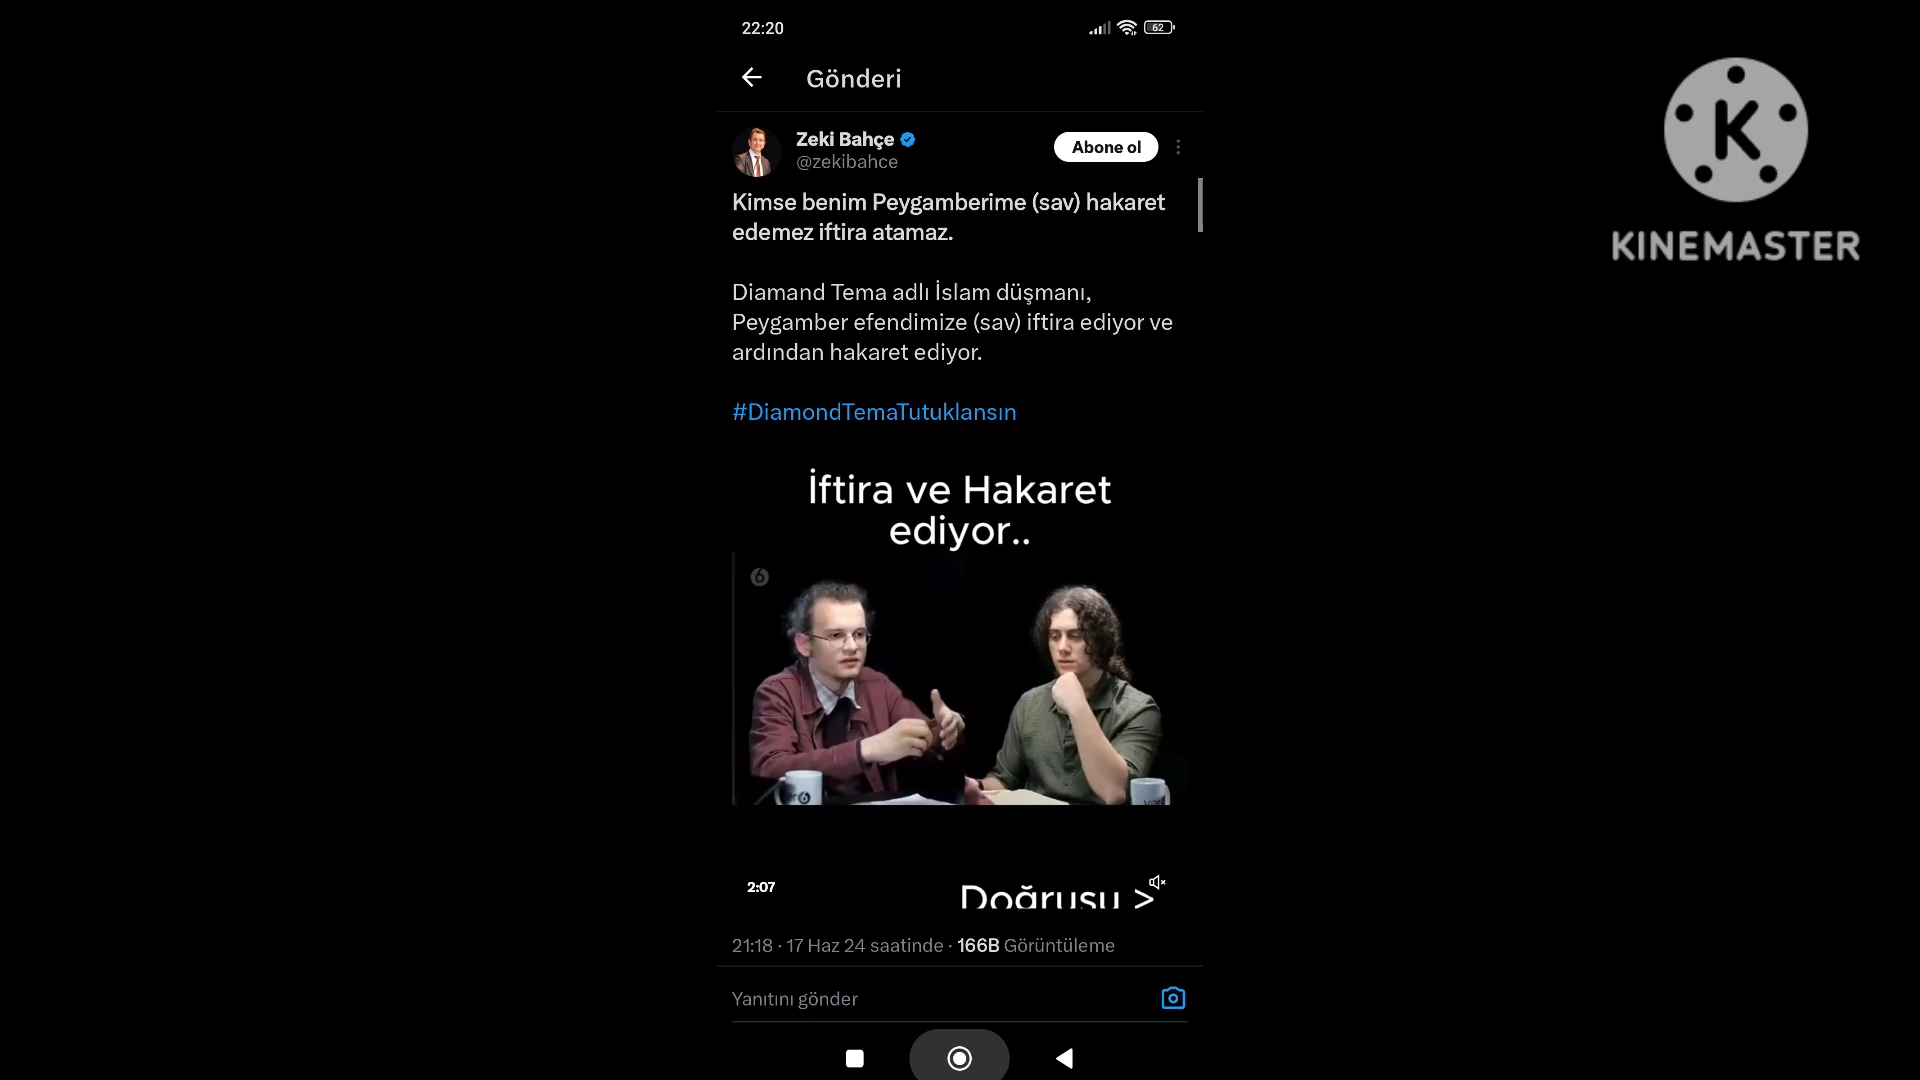 22:20
62
Gönderi
Zeki Bahçe
@zekibahce
Abone ol
Kimse benim Peygamberime (sav) hakaret
edemez iftira atamaz.
Diamand Tema adlı İslam düşmanı,
Peygamber efendimize (sav) iftira ediyor ve
ardından hakaret ediyor.
#DiamondTemaTutuklansın
İftira ve Hakaret
ediyor..
6
2:07
Doğrusu >
21:18 · 17 Haz 24 saatinde · 166B Görüntüleme
Yanıtını gönder
K
KINEMASTER